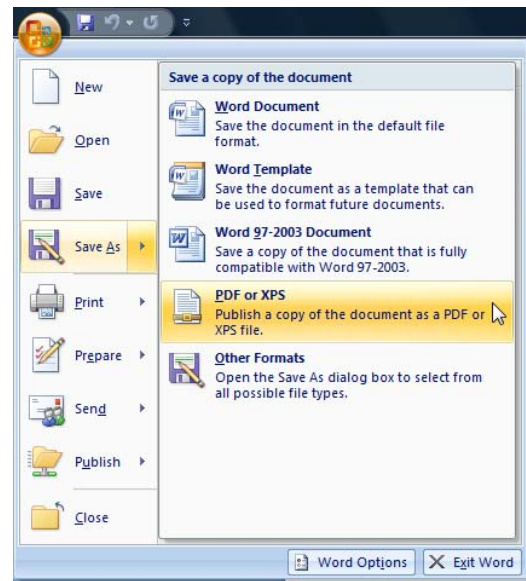 New
Open
Save
Save As
Print
Prepare
Send
Publish
Close
Save a copy of the document
Word Document
Save the document in the default file
format.
Word Template
Save the document as a template that can
be used to format future documents.
Word 97-2003 Document
Save a copy of the document that is fully
compatible with Word 97-2003.
PDF or XPS
Publish a copy of the document as a PDF or
XPS file.
Other Formats
Open the Save As dialog box to select from
all possible file types.
Word Options
Exit Word